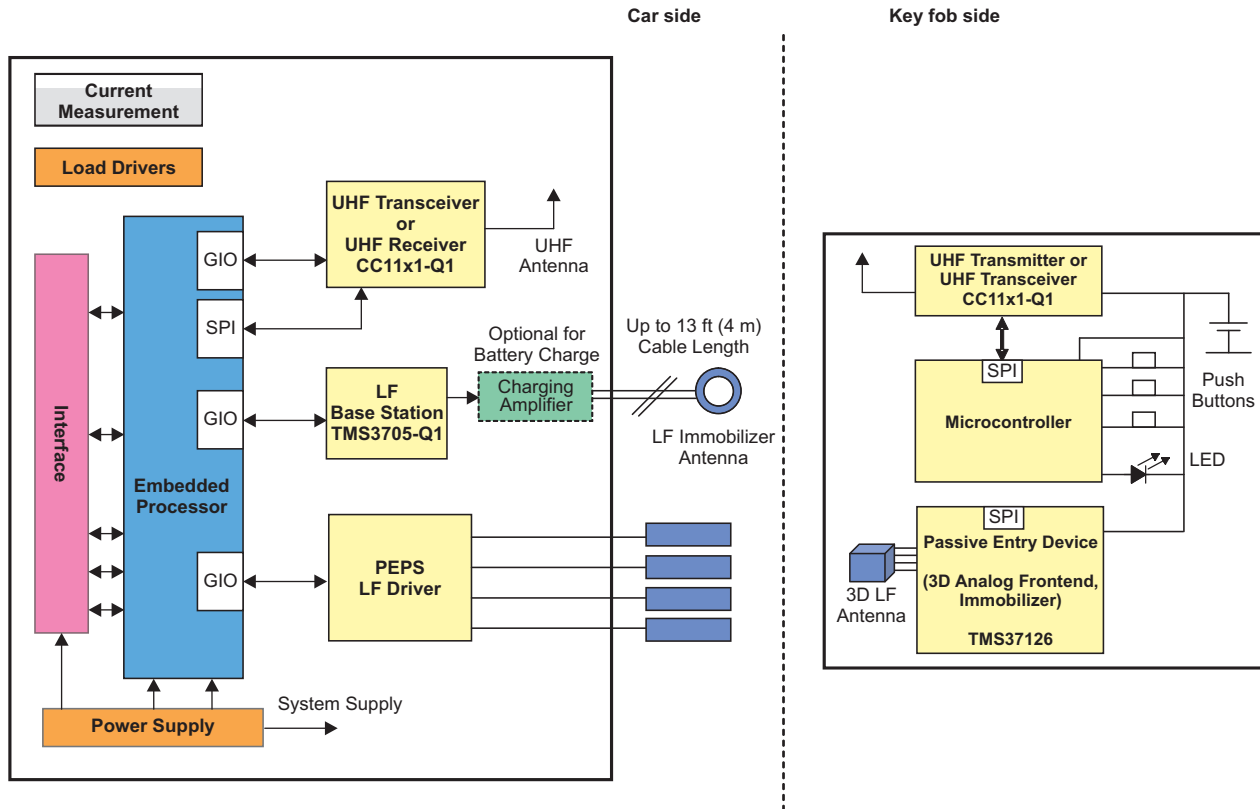 Car side
Key fob side
Current
Measurement
Load Drivers
Interface
Embedded
Processor
GIO
SPI
GIO
GIO
UHF Transceiver
or
UHF Receiver
CC11x1-Q1
UHF
Antenna
LF
Base Station
TMS3705-Q1
Optional for
Battery Charge
Charging
Amplifier
Up to 13 ft (4 m)
Cable Length
LF Immobilizer
Antenna
PEPS
LF Driver
Power Supply
System Supply
UHF Transmitter or
UHF Transceiver
CC11x1-Q1
SPI
Microcontroller
Push
Buttons
LED
SPI
Passive Entry Device
(3D Analog Frontend,
Immobilizer)
TMS37126
3D LF
Antenna